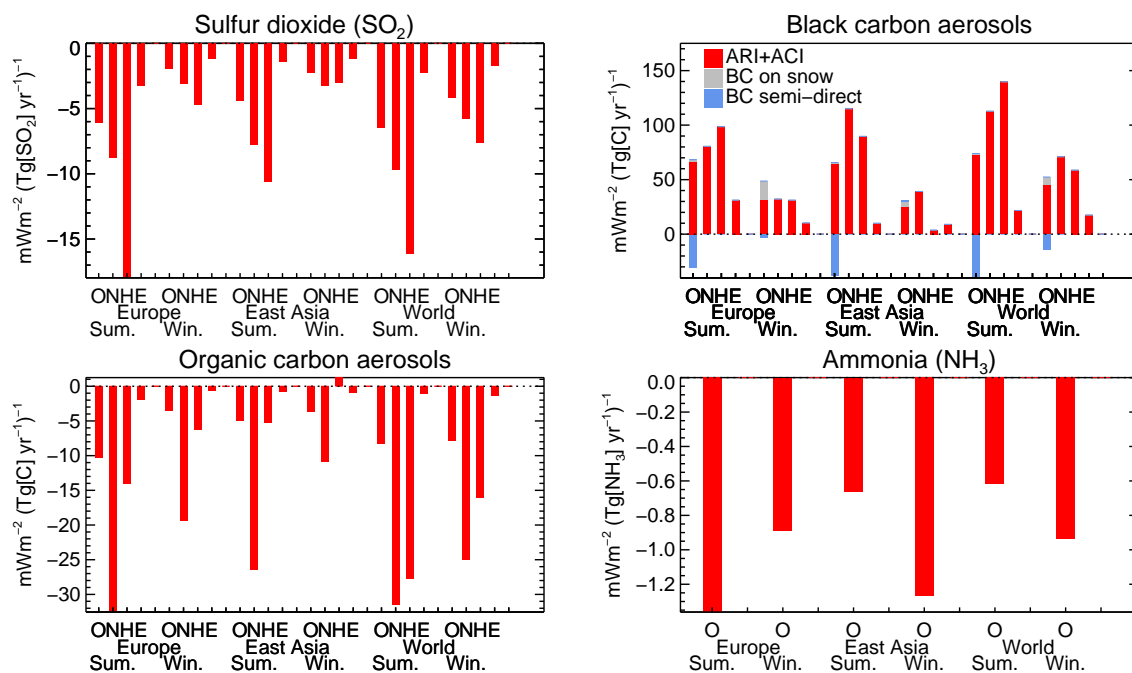 Sulfur dioxide (SO₂)
mWm⁻² (Tg[SO₂] yr⁻¹)⁻¹
0
−5
−10
−15
ONHE ONHE ONHE ONHE ONHE ONHE
Europe East Asia World
Sum. Win. Sum. Win. Sum. Win.
Black carbon aerosols
mWm⁻² (Tg[C] yr⁻¹)⁻¹
ARI+ACI
BC on snow
BC semi−direct
150
100
50
0
ONHE ONHE ONHE ONHE ONHE ONHE
Europe East Asia World
Sum. Win. Sum. Win. Sum. Win.
Organic carbon aerosols
mWm⁻² (Tg[C] yr⁻¹)⁻¹
0
−5
−10
−15
−20
−25
−30
ONHE ONHE ONHE ONHE ONHE ONHE
Europe East Asia World
Sum. Win. Sum. Win. Sum. Win.
Ammonia (NH₃)
mWm⁻² (Tg[NH₃] yr⁻¹)⁻¹
0.0
−0.2
−0.4
−0.6
−0.8
−1.0
−1.2
O O O O O O
Europe East Asia World
Sum. Win. Sum. Win. Sum. Win.